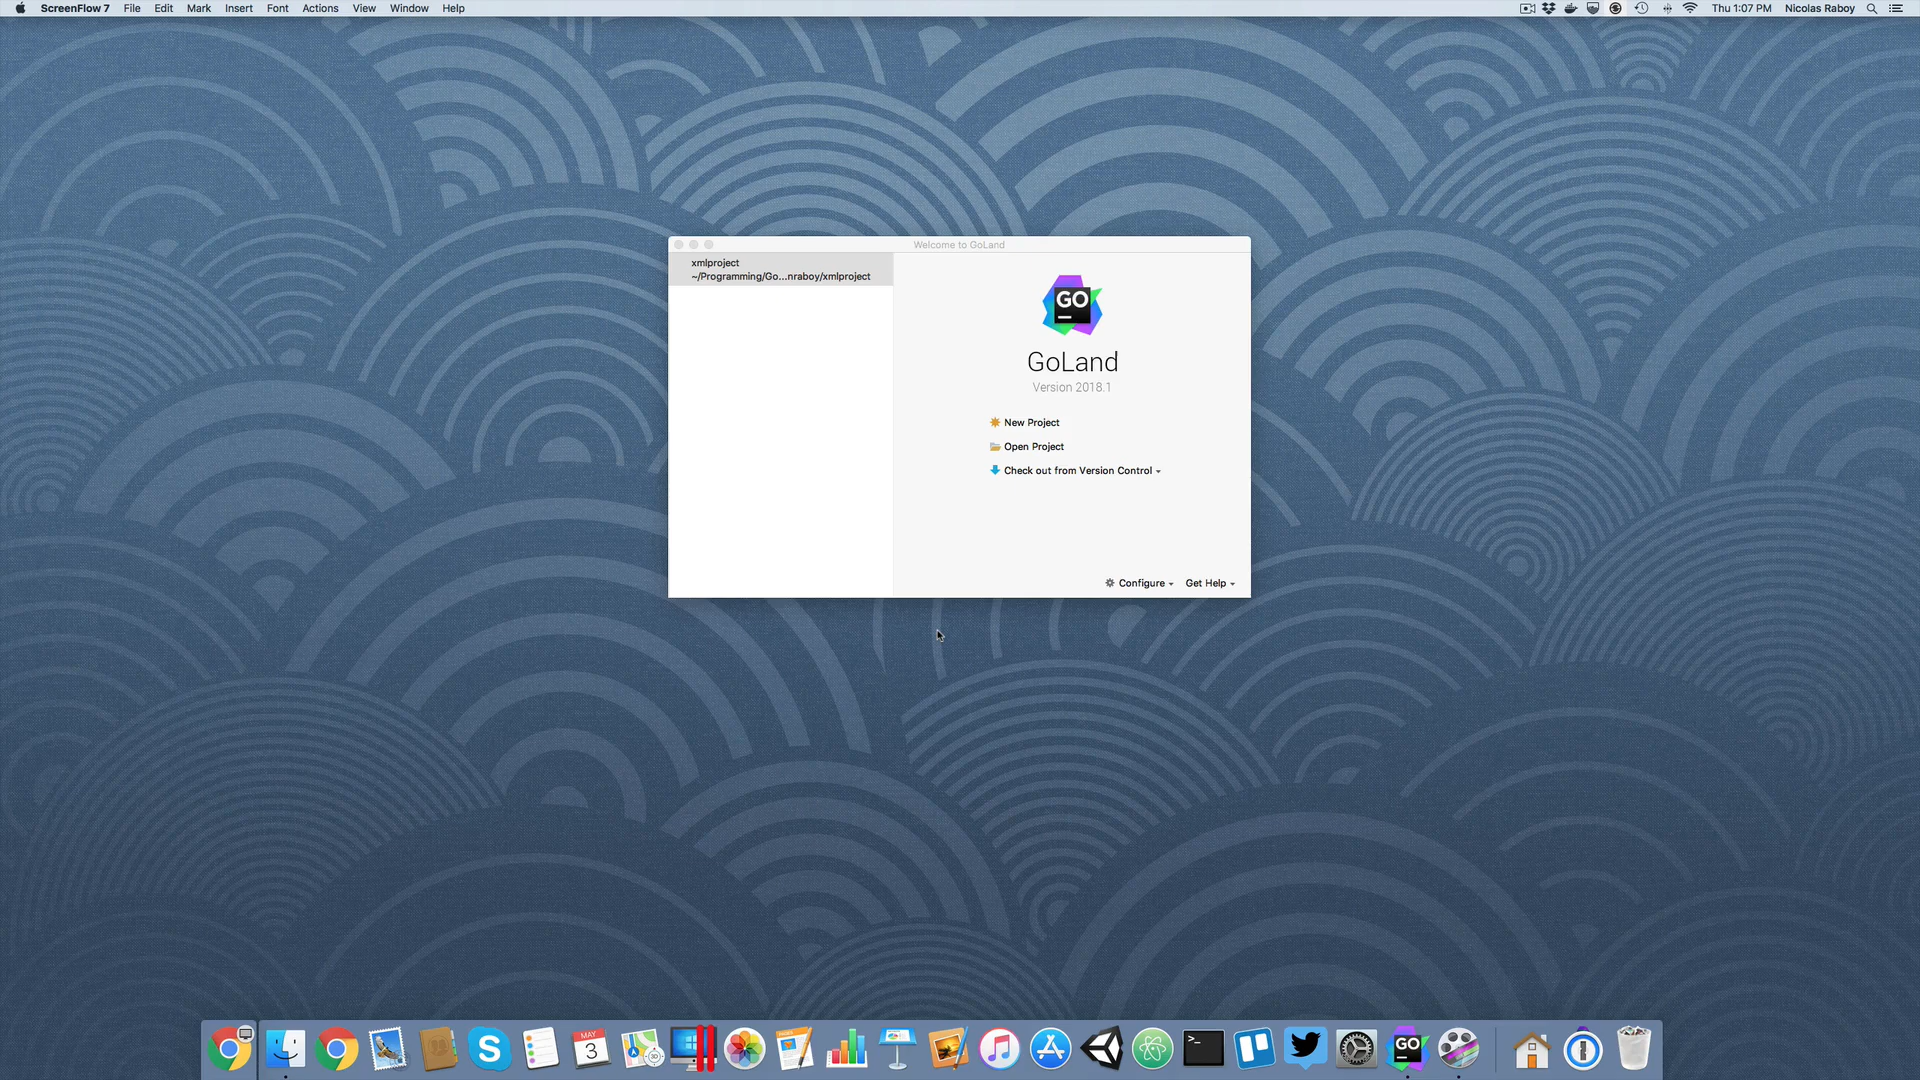 ScreenFlow 7 File Edit Mark Insert Font Actions View Window Help Thu 1:07 PM Nicolas Raboy
Welcome to GoLand
xmlproject
~/Programming/Go...nraboy/xmlproject
GO
GoLand
Version 2018.1
New Project
Open Project
Check out from Version Control
Configure Get Help
MAY
3
S
GO